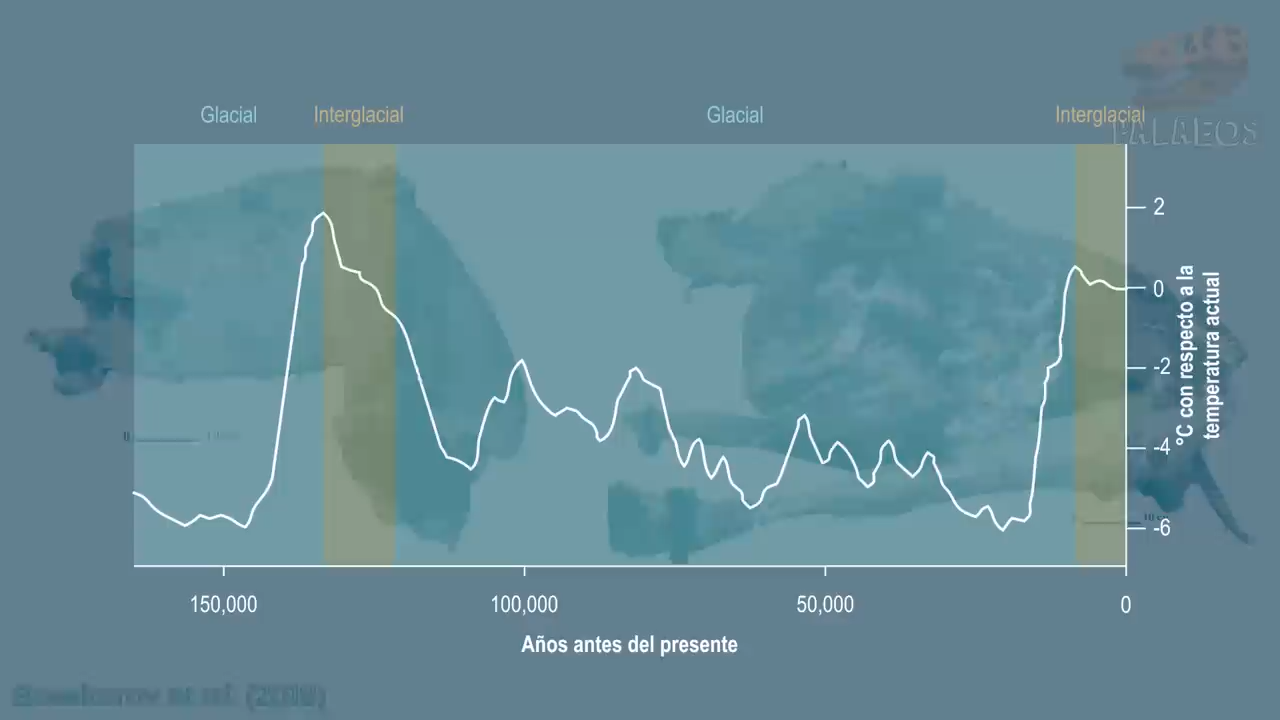 Glacial
Interglacial
Glacial
Interglacial
PALAEOS
2
0
-2
-4
-6
°C con respecto a la
temperatura actual
150,000
100,000
50,000
0
Años antes del presente